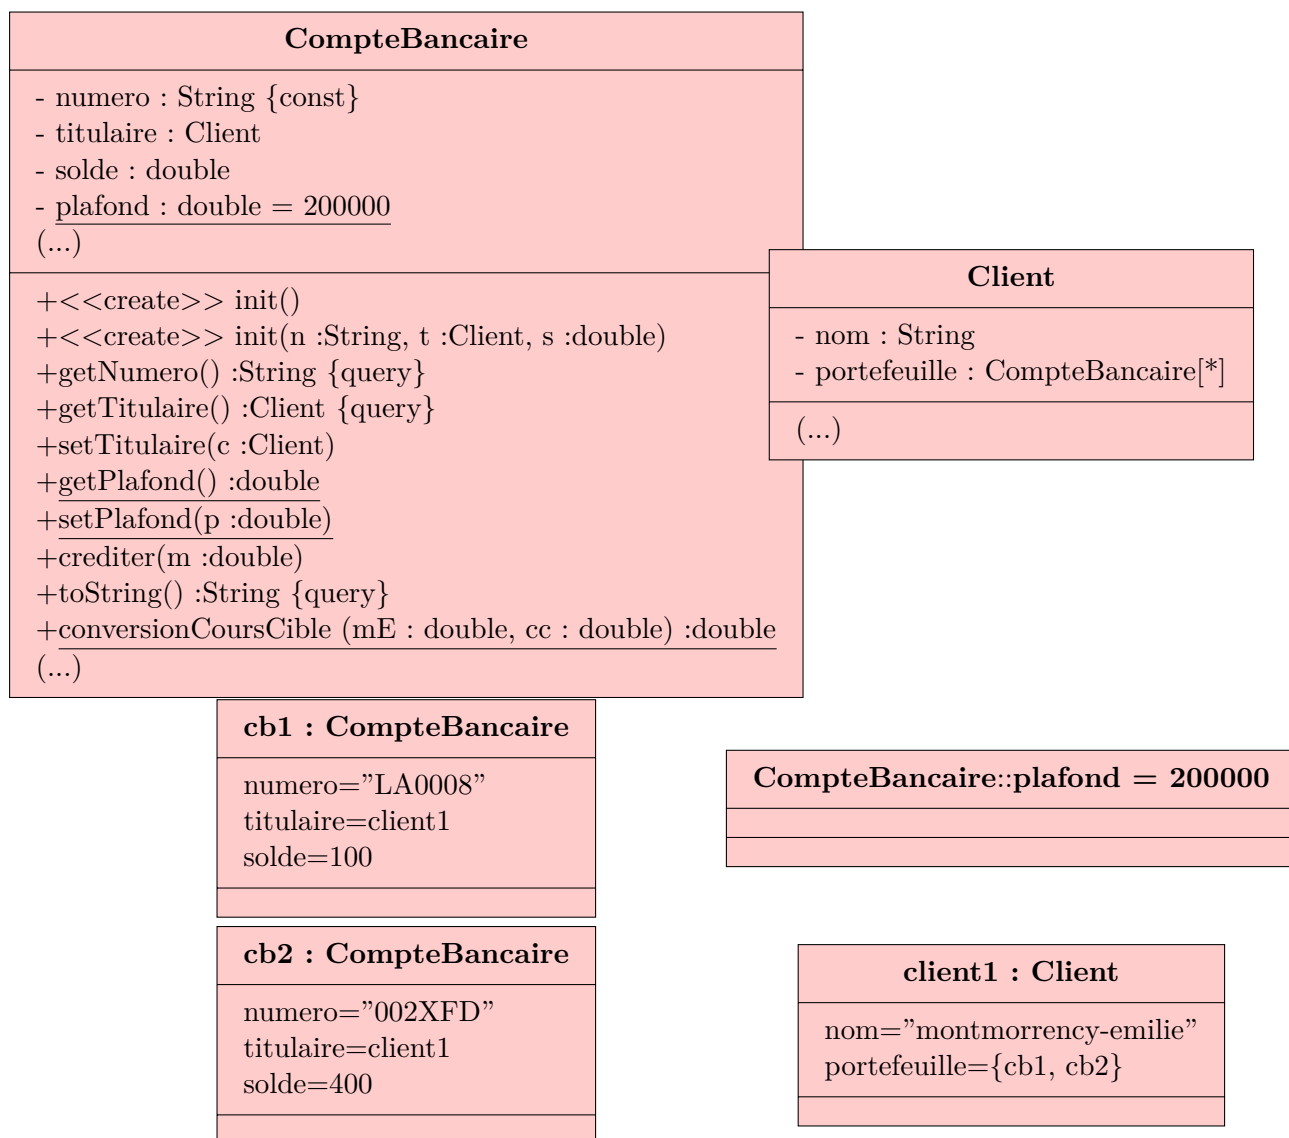 CompteBancaire
- numero : String {const}
- titulaire : Client
- solde : double
- plafond : double = 200000
(...)
+<<create>> init()
+<<create>> init(n :String, t :Client, s :double)
+getNumero() :String {query}
+getTitulaire() :Client {query}
+setTitulaire(c :Client)
+getPlafond() :double
+setPlafond(p :double)
+crediter(m :double)
+toString() :String {query}
+conversionCoursCible (mE : double, cc : double) :double
(...)
Client
- nom : String
- portefeuille : CompteBancaire[*]
(...)
cb1 : CompteBancaire
numero=”LA0008”
titulaire=client1
solde=100
CompteBancaire::plafond = 200000
cb2 : CompteBancaire
numero=”002XFD”
titulaire=client1
solde=400
client1 : Client
nom=”montmorrency-emilie”
portefeuille={cb1, cb2}